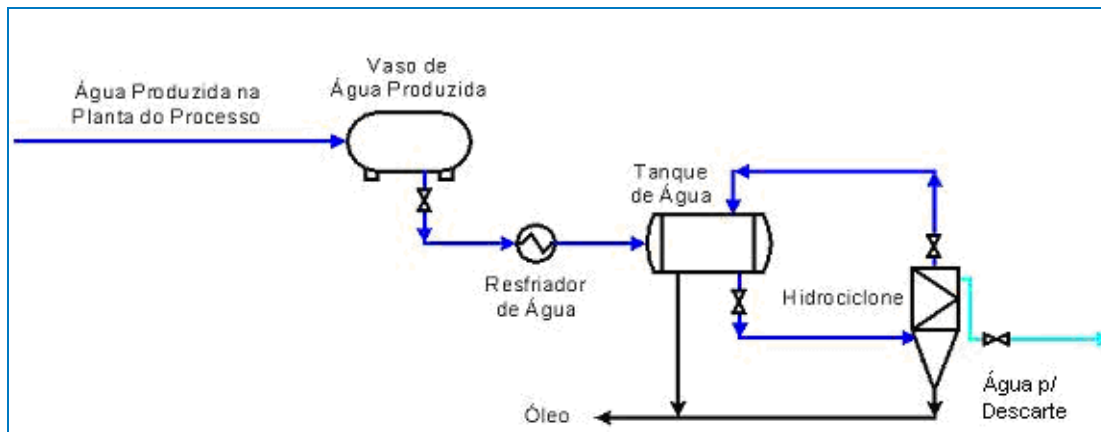 Água Produzida na
Planta do Processo
Vaso de
Água Produzida
Resfriador
de Água
Tanque
de Água
Hidrociclone
Água p/
Descarte
Óleo